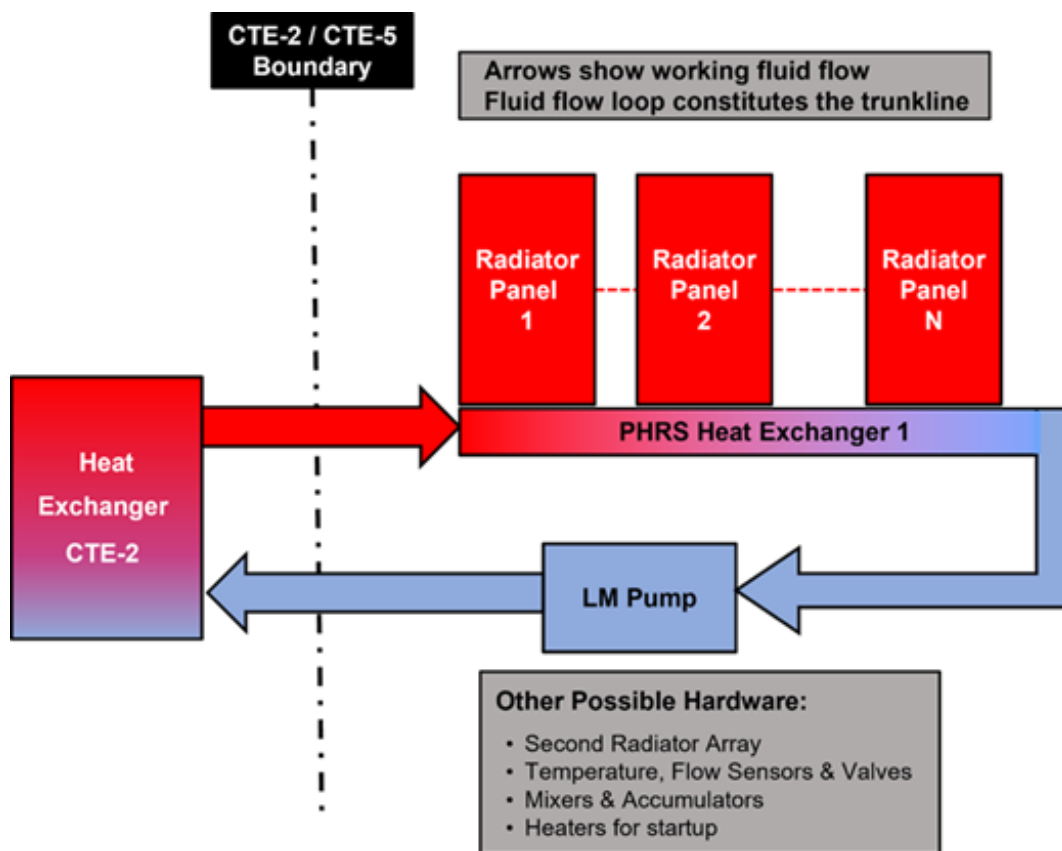 CTE-2 / CTE-5
Boundary
Arrows show working fluid flow
Fluid flow loop constitutes the trunkline
Radiator
Panel
1
Radiator
Panel
2
Radiator
Panel
N
PHRS Heat Exchanger 1
Heat
Exchanger
CTE-2
LM Pump
Other Possible Hardware:
• Second Radiator Array
• Temperature, Flow Sensors & Valves
• Mixers & Accumulators
• Heaters for startup